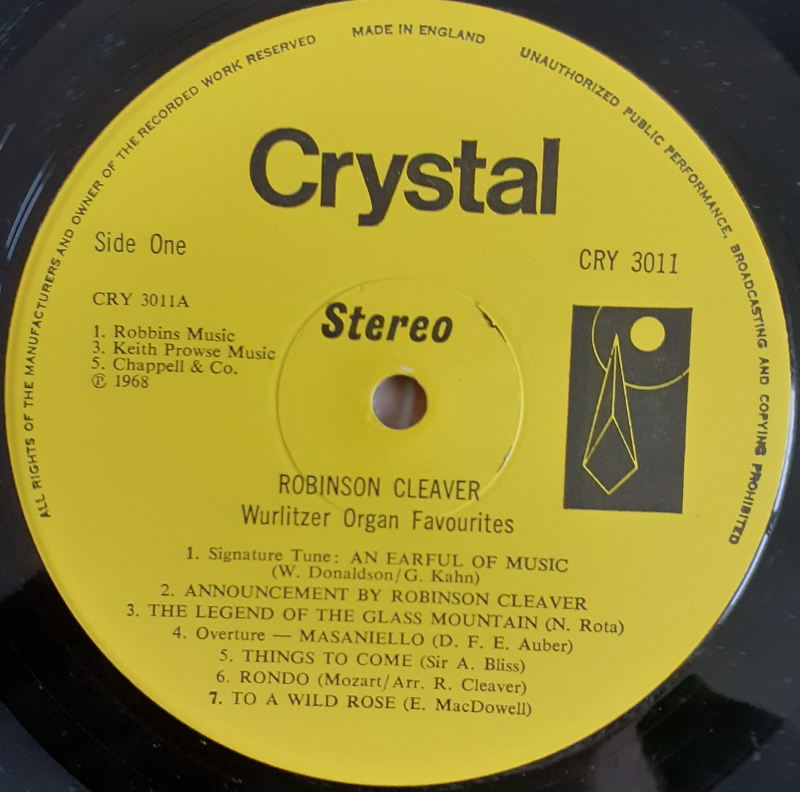 ALL RIGHTS OF THE MANUFACTURERS AND OWNER OF THE RECORDED WORK RESERVED
MADE IN ENGLAND
UNAUTHORIZED PUBLIC PERFORMANCE, BROADCASTING AND COPYING PROHIBITED
Crystal
Side One
CRY 3011
CRY 3011A
Stereo
1. Robbins Music
3. Keith Prowse Music
5. Chappell & Co.
℗ 1968
ROBINSON CLEAVER
Wurlitzer Organ Favourites
1. Signature Tune: AN EARFUL OF MUSIC
(W. Donaldson/G. Kahn)
2. ANNOUNCEMENT BY ROBINSON CLEAVER
3. THE LEGEND OF THE GLASS MOUNTAIN (N. Rota)
4. Overture — MASANIELLO (D. F. E. Auber)
5. THINGS TO COME (Sir A. Bliss)
6. RONDO (Mozart/Arr. R. Cleaver)
7. TO A WILD ROSE (E. MacDowell)